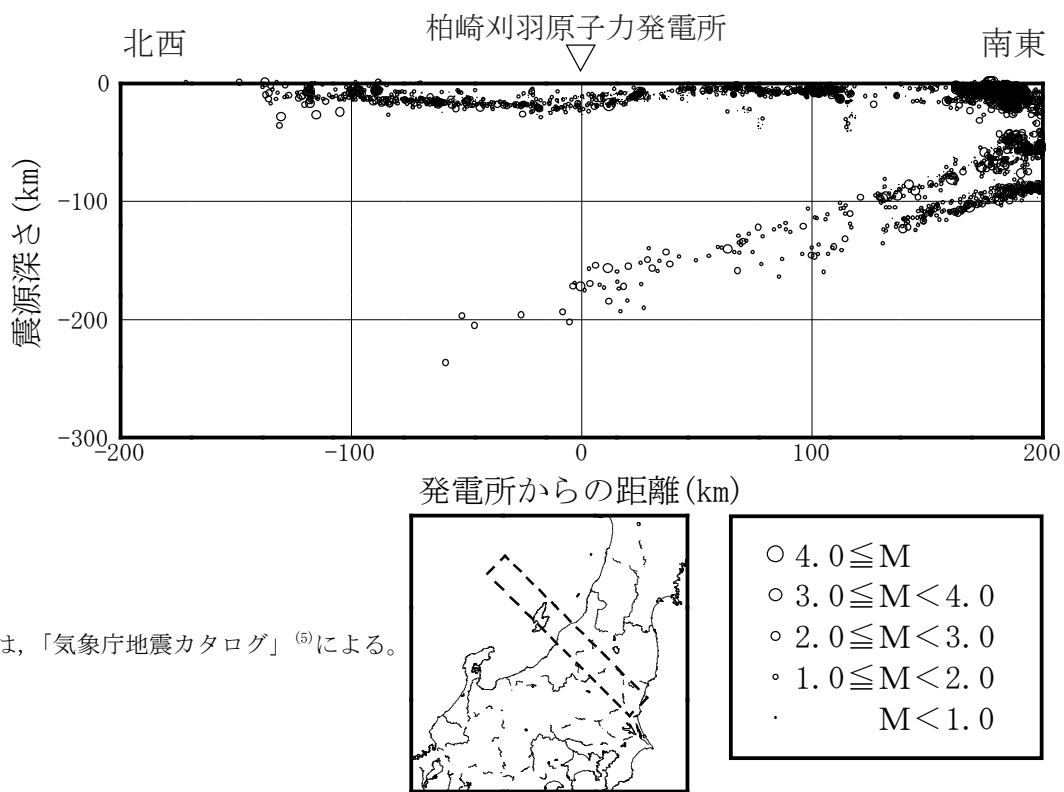 北西
柏崎刈羽原子力発電所
南東
▽
震源深さ(km)
0
-100
-200
-300
-200
-100
0
100
200
発電所からの距離(km)
は，「気象庁地震カタログ」⁽⁵⁾による。
○ 4.0≦M
○ 3.0≦M＜4.0
○ 2.0≦M＜3.0
○ 1.0≦M＜2.0
· M＜1.0